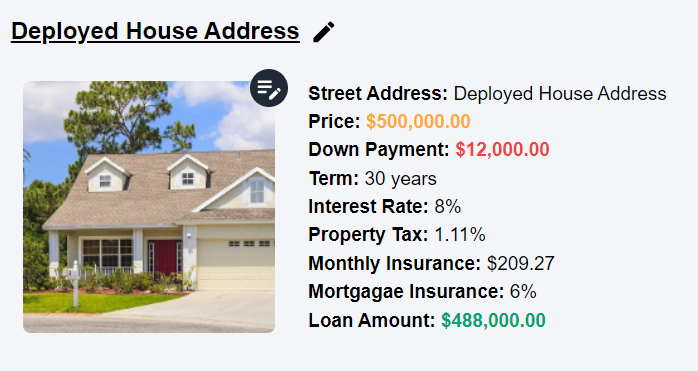 Deployed House Address
Street Address: Deployed House Address
Price: $500,000.00
Down Payment: $12,000.00
Term: 30 years
Interest Rate: 8%
Property Tax: 1.11%
Monthly Insurance: $209.27
Mortgagae Insurance: 6%
Loan Amount: $488,000.00